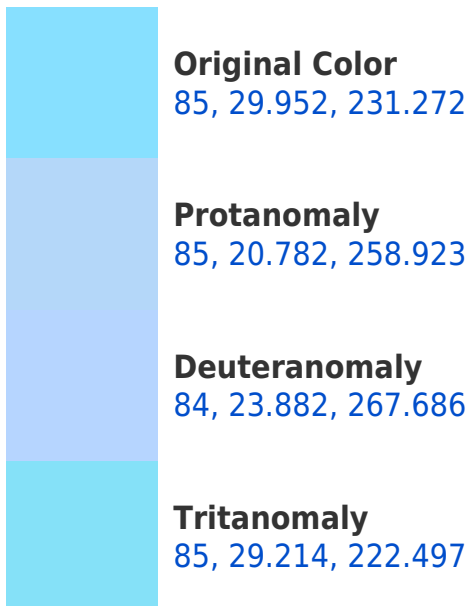 Original Color
85, 29.952, 231.272
Protanomaly
85, 20.782, 258.923
Deuteranomaly
84, 23.882, 267.686
Tritanomaly
85, 29.214, 222.497